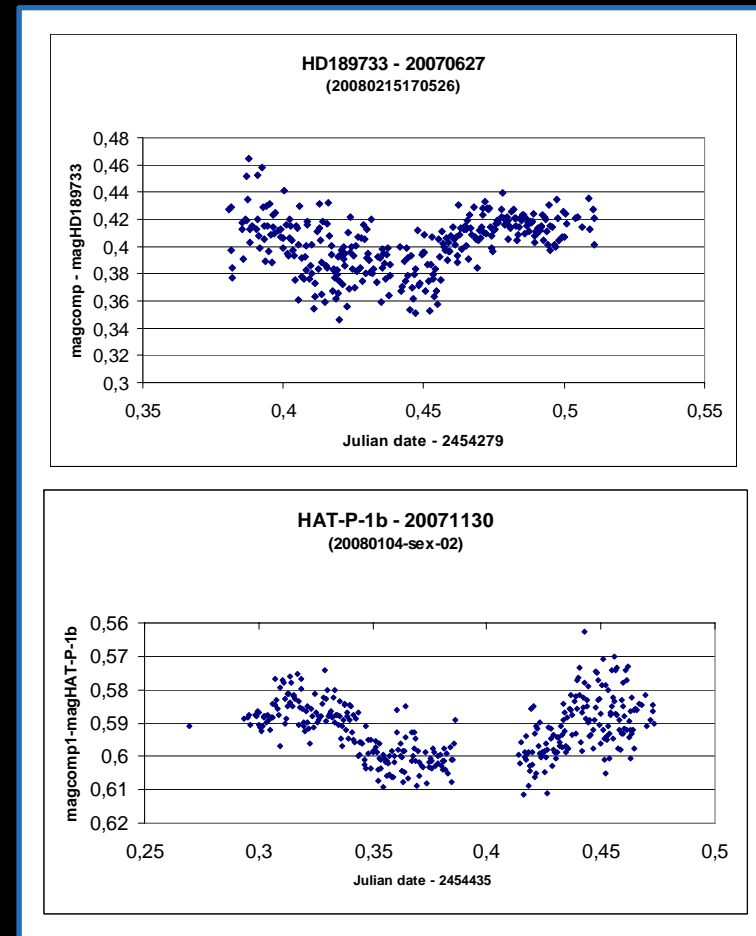 HD189733 - 20070627
(20080215170526)
magcomp - magHD189733
0,48
0,46
0,44
0,42
0,4
0,38
0,36
0,34
0,32
0,3
0,35 0,4 0,45 0,5 0,55
Julian date - 2454279
HAT-P-1b - 20071130
(20080104-sex-02)
magcomp1-magHAT-P-1b
0,56
0,57
0,58
0,59
0,6
0,61
0,62
0,25 0,3 0,35 0,4 0,45 0,5
Julian date - 2454435